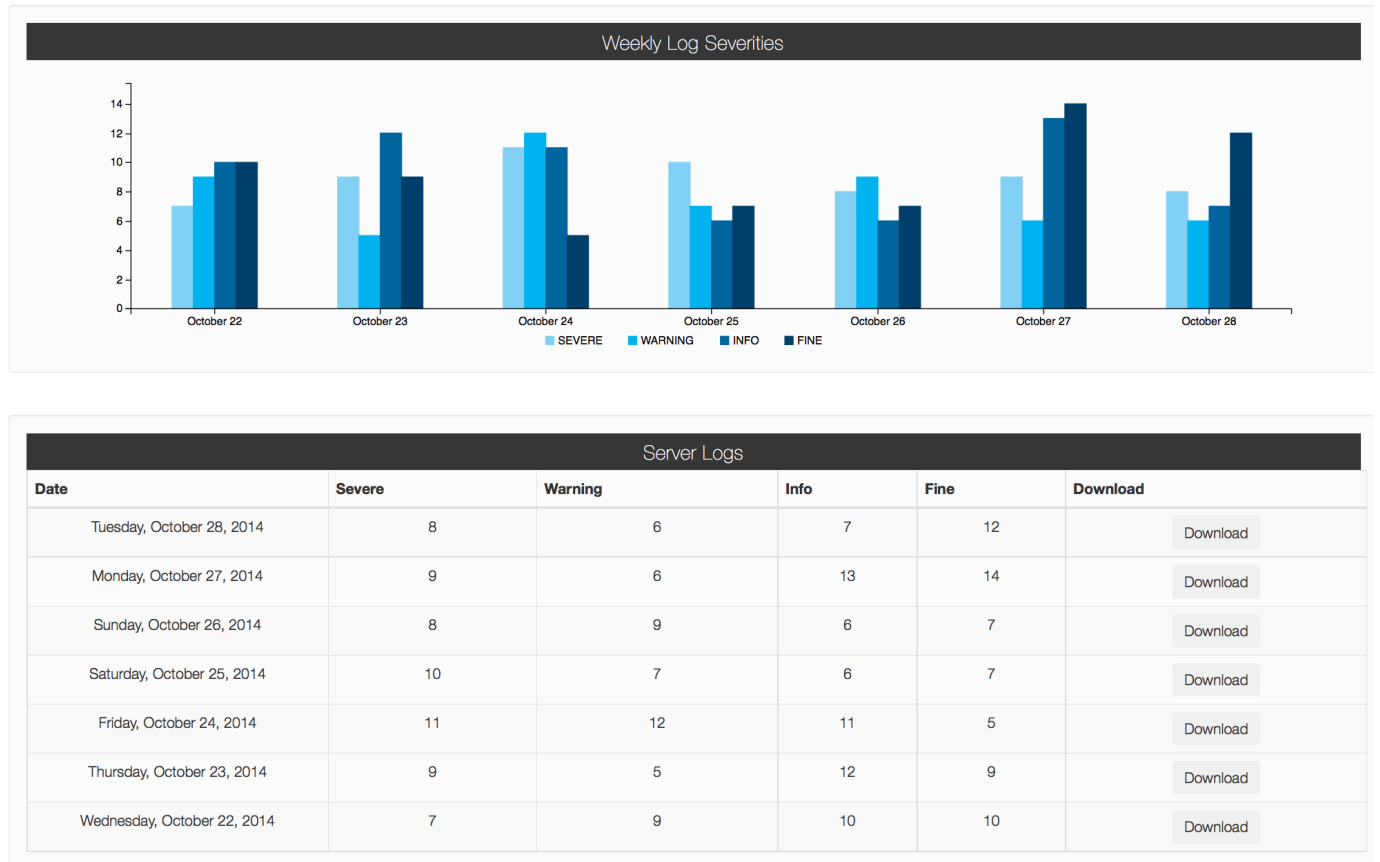 Weekly Log Severities
14
12
10
8
6
4
2
0
October 22 October 23 October 24 October 25 October 26 October 27 October 28
SEVERE WARNING INFO FINE
Server Logs
Date Severe Warning Info Fine Download
Tuesday, October 28, 2014 8 6 7 12 Download
Monday, October 27, 2014 9 6 13 14 Download
Sunday, October 26, 2014 8 9 6 7 Download
Saturday, October 25, 2014 10 7 6 7 Download
Friday, October 24, 2014 11 12 11 5 Download
Thursday, October 23, 2014 9 5 12 9 Download
Wednesday, October 22, 2014 7 9 10 10 Download